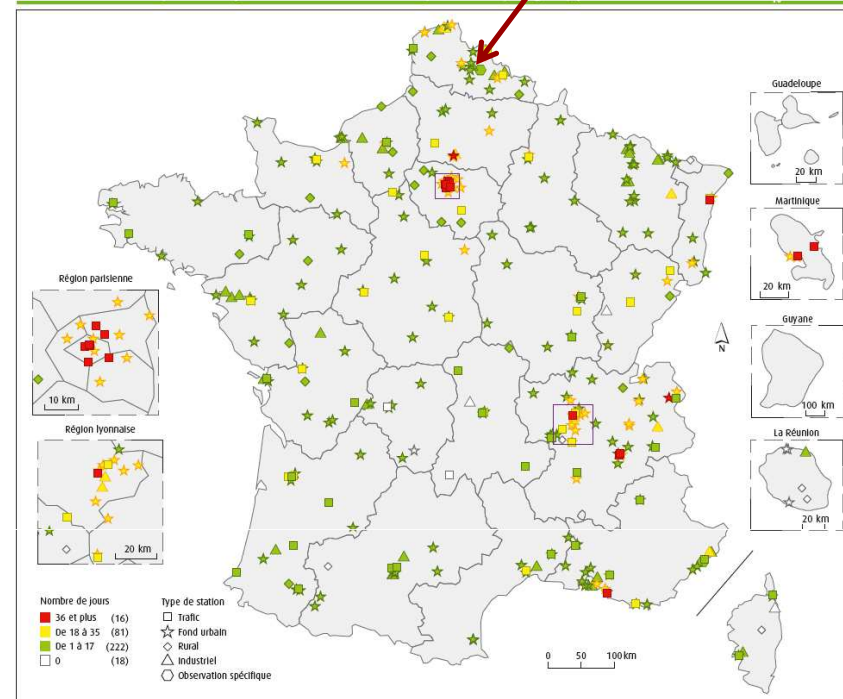 Guadeloupe
20 km
Martinique
20 km
Région parisienne
10 km
N
Guyane
100 km
Région lyonnaise
20 km
La Réunion
20 km
Nombre de jours
36 et plus (16)
De 18 à 35 (81)
De 1 à 17 (222)
0 (18)
Type de station
Trafic
Fond urbain
Rural
Industriel
Observation spécifique
0 50 100 km